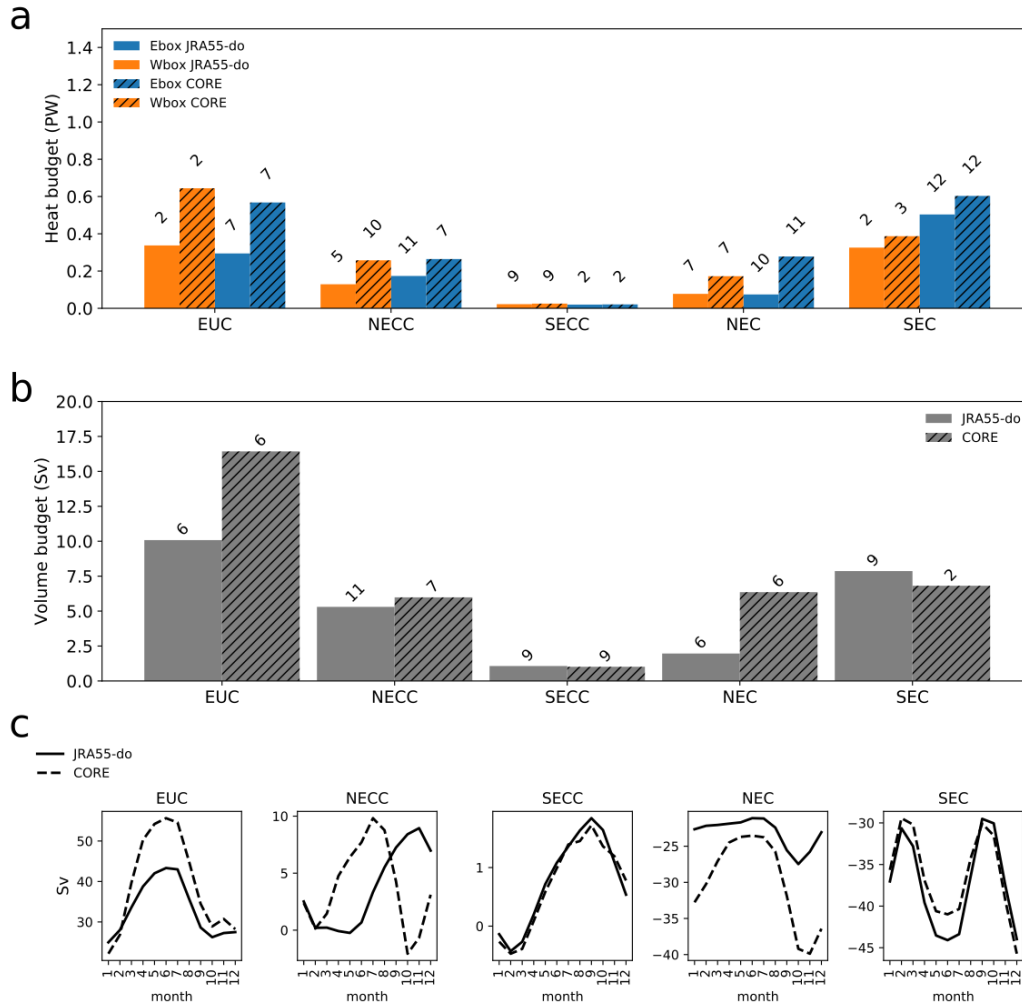 a
Heat budget (PW)
1.4
1.2
1.0
0.8
0.6
0.4
0.2
0.0
Ebox JRA55-do
Wbox JRA55-do
Ebox CORE
Wbox CORE
2 2 7 7
5 10 11 7
9 9 2 2
7 7 10 11
2 3 12 12
EUC NECC SECC NEC SEC
b
Volume budget (Sv)
20.0
17.5
15.0
12.5
10.0
7.5
5.0
2.5
0.0
JRA55-do
CORE
6 6 11 7 9 9 6 6 9 2
EUC NECC SECC NEC SEC
c
JRA55-do
CORE
EUC
Sv
50
40
30
1 2 3 4 5 6 7 8 9 10 11 12
month
NECC
10
5
0
1 2 3 4 5 6 7 8 9 10 11 12
month
SECC
1
0
1 2 3 4 5 6 7 8 9 10 11 12
month
NEC
−25
−30
−35
−40
1 2 3 4 5 6 7 8 9 10 11 12
month
SEC
−30
−35
−40
−45
1 2 3 4 5 6 7 8 9 10 11 12
month